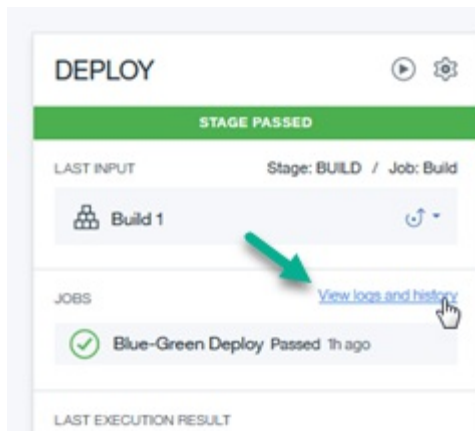 DEPLOY
STAGE PASSED
LAST INPUT Stage: BUILD / Job: Build
Build 1
JOBS View logs and history
Blue-Green Deploy Passed 1h ago
LAST EXECUTION RESULT